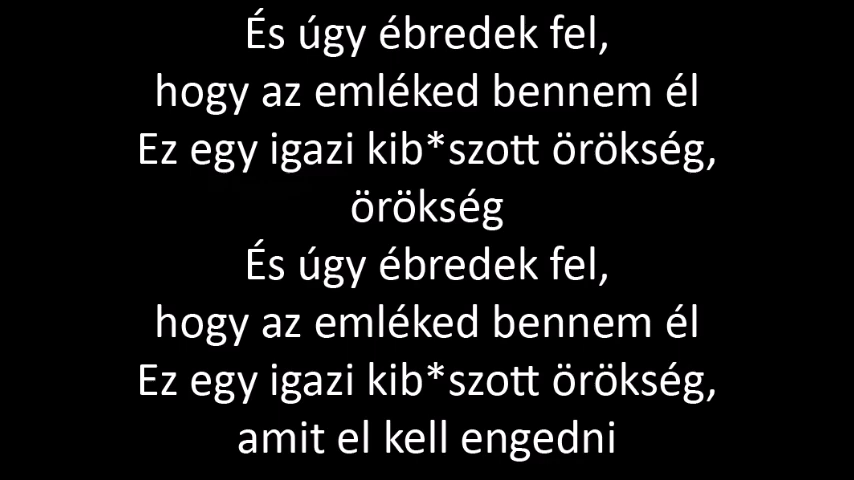 És úgy ébredek fel,
hogy az emléked bennem él
Ez egy igazi kib*szott örökség,
örökség
És úgy ébredek fel,
hogy az emléked bennem él
Ez egy igazi kib*szott örökség,
amit el kell engedni